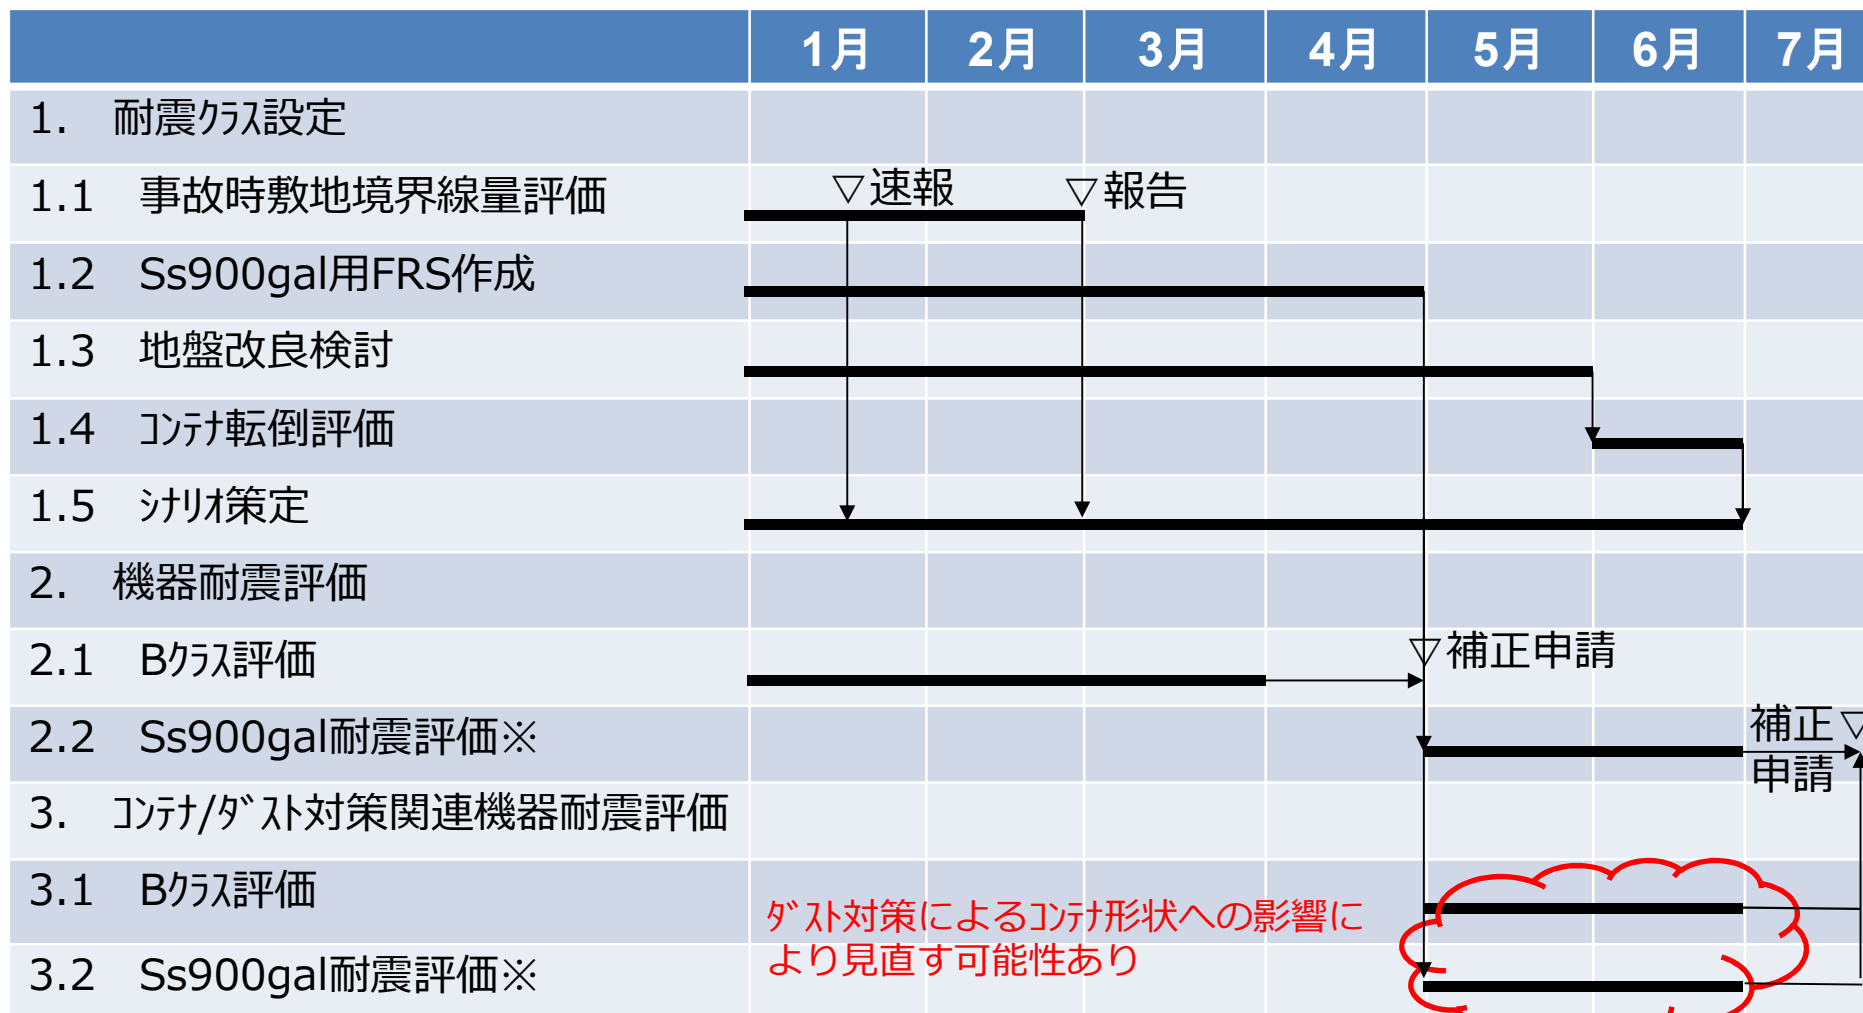 1月 2月 3月 4月 5月 6月 7月
1. 耐震ｸﾗｽ設定
1.1 事故時敷地境界線量評価 ▽速報 ▽報告
1.2 Ss900gal用FRS作成
1.3 地盤改良検討
1.4 ｺﾝﾃﾅ転倒評価
1.5 ｼﾅﾘｵ策定
2. 機器耐震評価
2.1 Bｸﾗｽ評価 ▽補正申請
2.2 Ss900gal耐震評価※ 補正▽
申請
3. ｺﾝﾃﾅ/ﾀﾞｽﾄ対策関連機器耐震評価
3.1 Bｸﾗｽ評価
ﾀﾞｽﾄ対策によるｺﾝﾃﾅ形状への影響に
より見直す可能性あり
3.2 Ss900gal耐震評価※